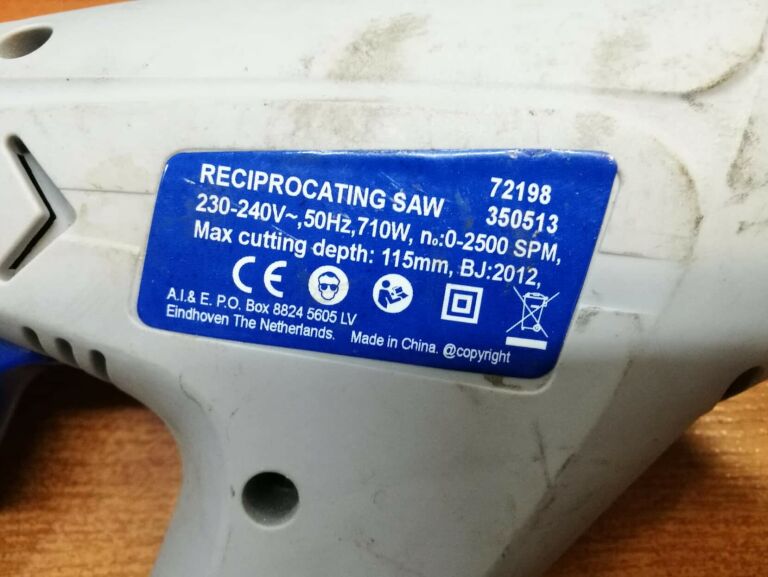 RECIPROCATING SAW 72198
230-240V~,50Hz,710W, n₀:0-2500 SPM, 350513
Max cutting depth: 115mm, BJ:2012,
CE
A.I.& E. P.O. Box 8824 5605 LV
Eindhoven The Netherlands. Made in China. @copyright